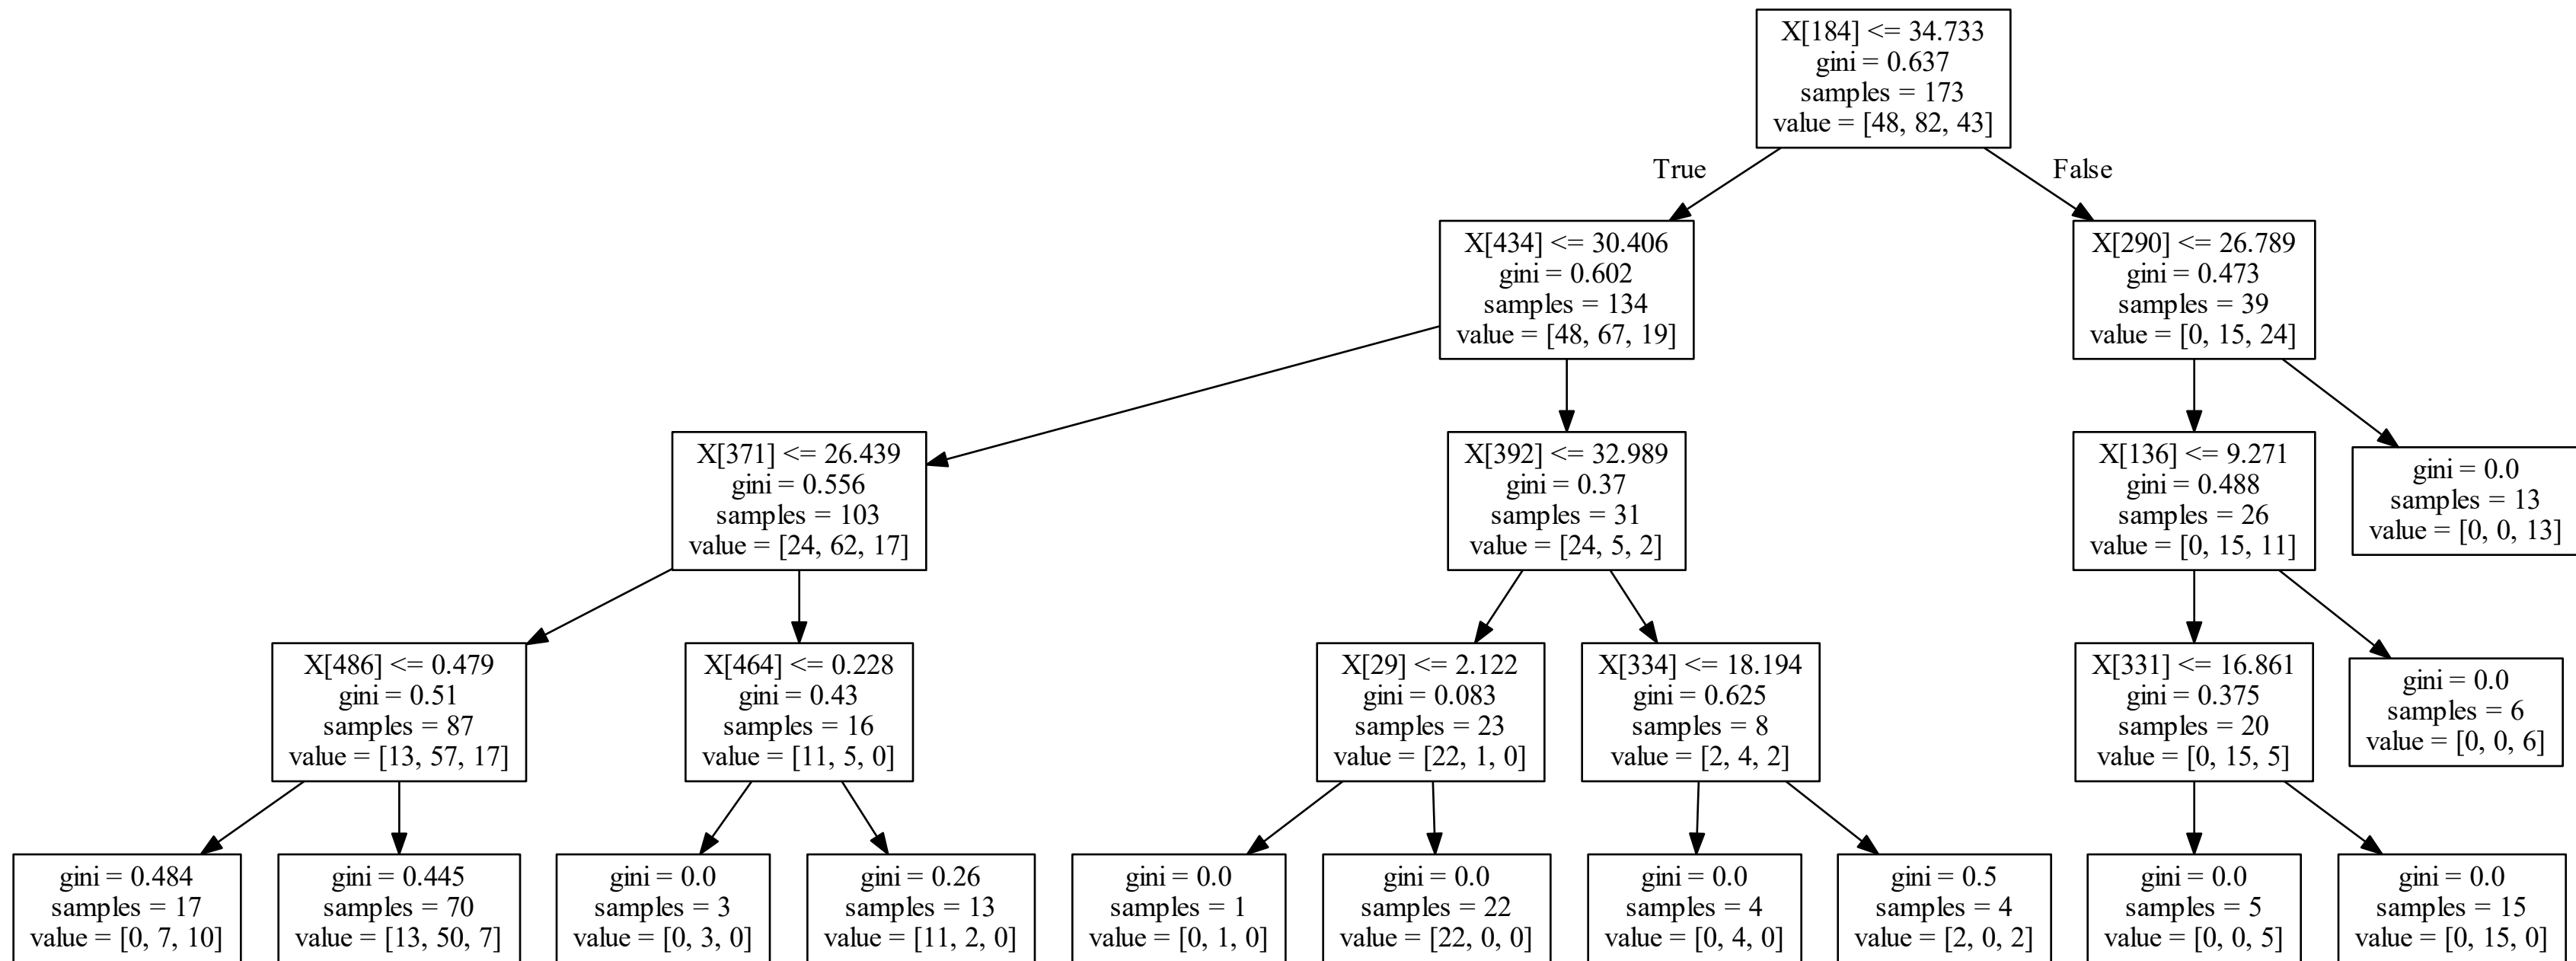 X[184] <= 34.733
gini = 0.637
samples = 173
value = [48, 82, 43]
True
False
X[434] <= 30.406
gini = 0.602
samples = 134
value = [48, 67, 19]
X[290] <= 26.789
gini = 0.473
samples = 39
value = [0, 15, 24]
X[371] <= 26.439
gini = 0.556
samples = 103
value = [24, 62, 17]
X[392] <= 32.989
gini = 0.37
samples = 31
value = [24, 5, 2]
X[136] <= 9.271
gini = 0.488
samples = 26
value = [0, 15, 11]
gini = 0.0
samples = 13
value = [0, 0, 13]
X[486] <= 0.479
gini = 0.51
samples = 87
value = [13, 57, 17]
X[464] <= 0.228
gini = 0.43
samples = 16
value = [11, 5, 0]
X[29] <= 2.122
gini = 0.083
samples = 23
value = [22, 1, 0]
X[334] <= 18.194
gini = 0.625
samples = 8
value = [2, 4, 2]
X[331] <= 16.861
gini = 0.375
samples = 20
value = [0, 15, 5]
gini = 0.0
samples = 6
value = [0, 0, 6]
gini = 0.484
samples = 17
value = [0, 7, 10]
gini = 0.445
samples = 70
value = [13, 50, 7]
gini = 0.0
samples = 3
value = [0, 3, 0]
gini = 0.26
samples = 13
value = [11, 2, 0]
gini = 0.0
samples = 1
value = [0, 1, 0]
gini = 0.0
samples = 22
value = [22, 0, 0]
gini = 0.0
samples = 4
value = [0, 4, 0]
gini = 0.5
samples = 4
value = [2, 0, 2]
gini = 0.0
samples = 5
value = [0, 0, 5]
gini = 0.0
samples = 15
value = [0, 15, 0]